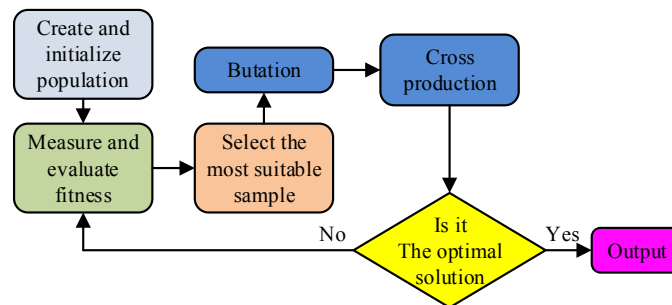 Create and
initialize
population
Measure and
evaluate
fitness
Select the
most suitable
sample
Butation
Cross
production
Is it
The optimal
solution
No
Yes
Output